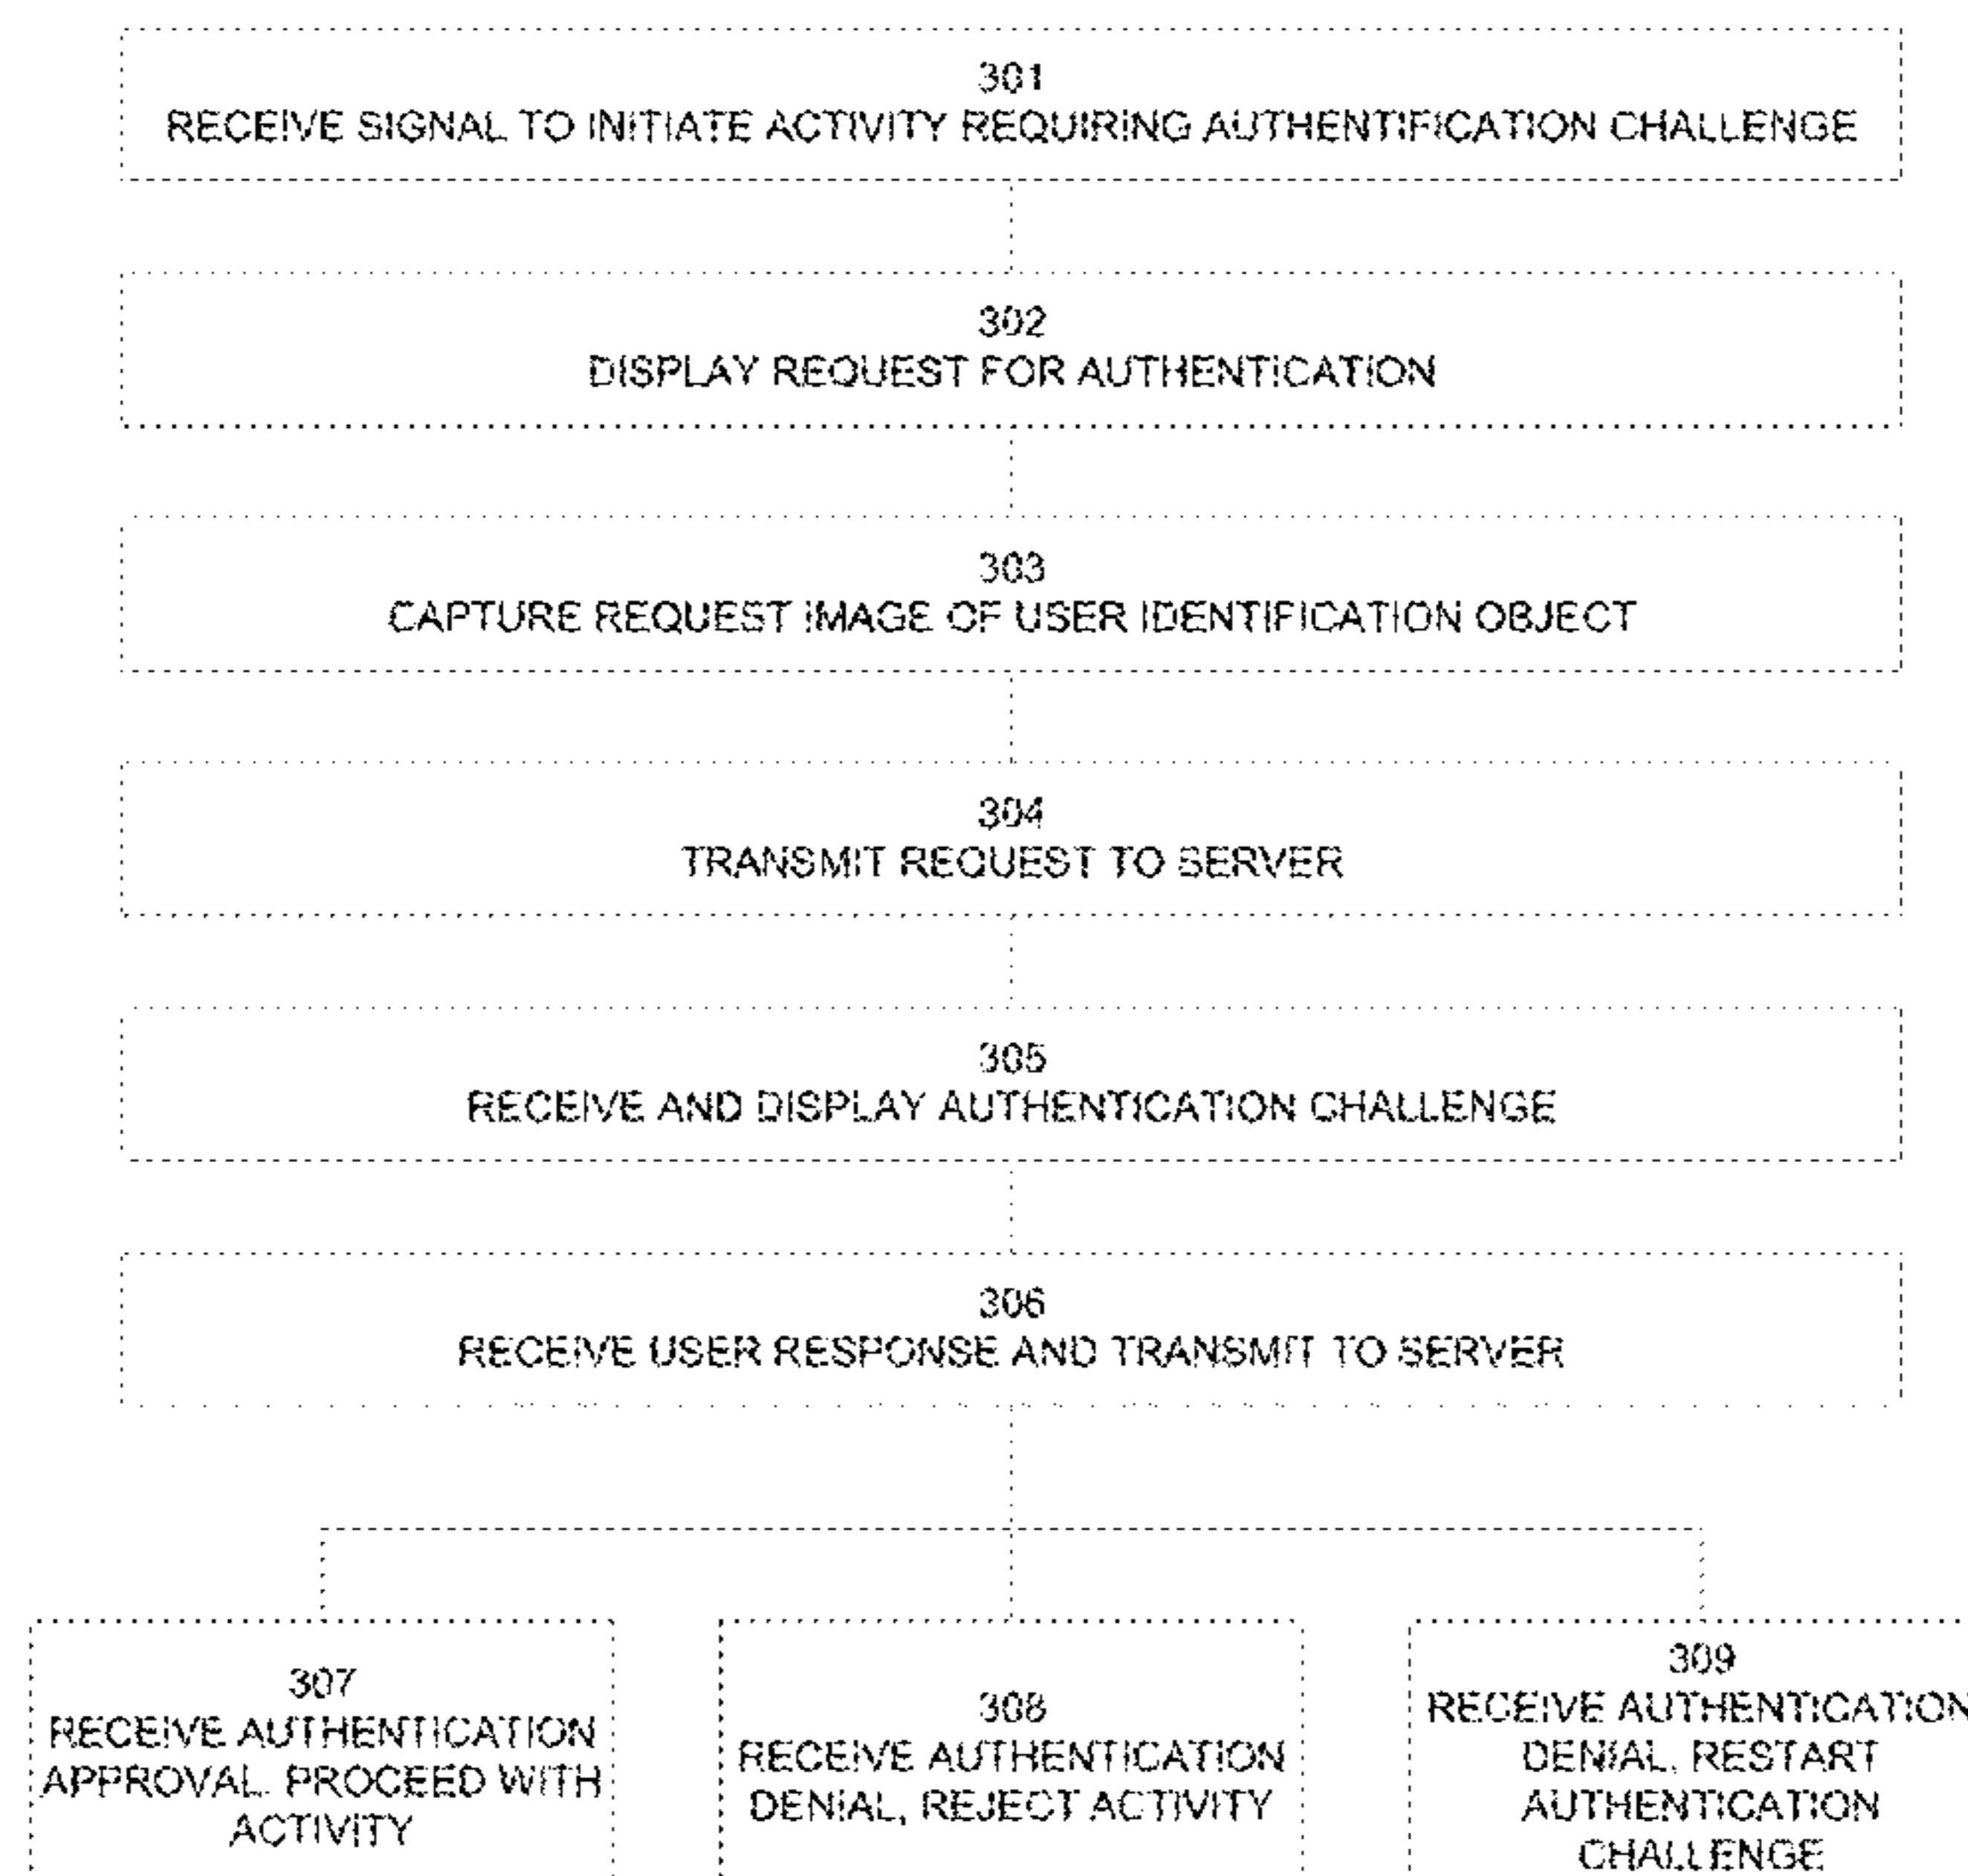 301
RECEIVE SIGNAL TO INITIATE ACTIVITY REQUIRING AUTHENTIFICATION CHALLENGE
302
DISPLAY REQUEST FOR AUTHENTICATION
303
CAPTURE REQUEST IMAGE OF USER IDENTIFICATION OBJECT
304
TRANSMIT REQUEST TO SERVER
305
RECEIVE AND DISPLAY AUTHENTICATION CHALLENGE
306
RECEIVE USER RESPONSE AND TRANSMIT TO SERVER
307
RECEIVE AUTHENTICATION
APPROVAL. PROCEED WITH
ACTIVITY
308
RECEIVE AUTHENTICATION
DENIAL, REJECT ACTIVITY
309
RECEIVE AUTHENTICATION
DENIAL, RESTART
AUTHENTICATION
CHALLENGE